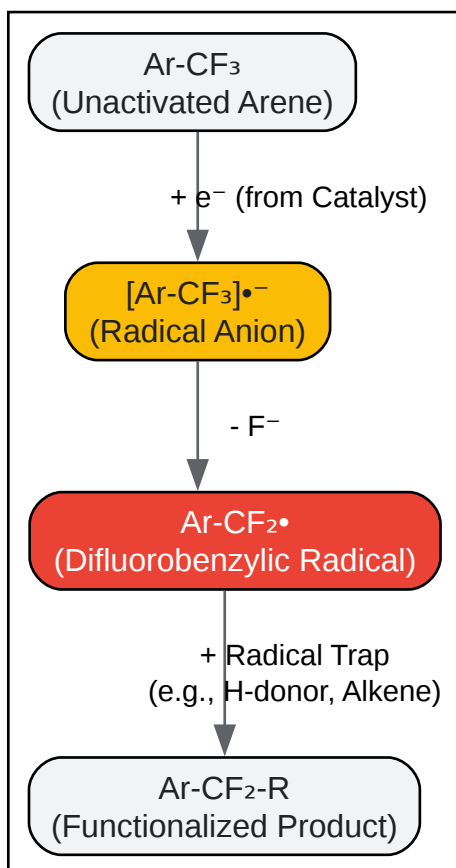 Ar-CF₃
(Unactivated Arene)
+ e⁻ (from Catalyst)
[Ar-CF₃]•⁻
(Radical Anion)
- F⁻
Ar-CF₂•
(Difluorobenzylic Radical)
+ Radical Trap
(e.g., H-donor, Alkene)
Ar-CF₂-R
(Functionalized Product)